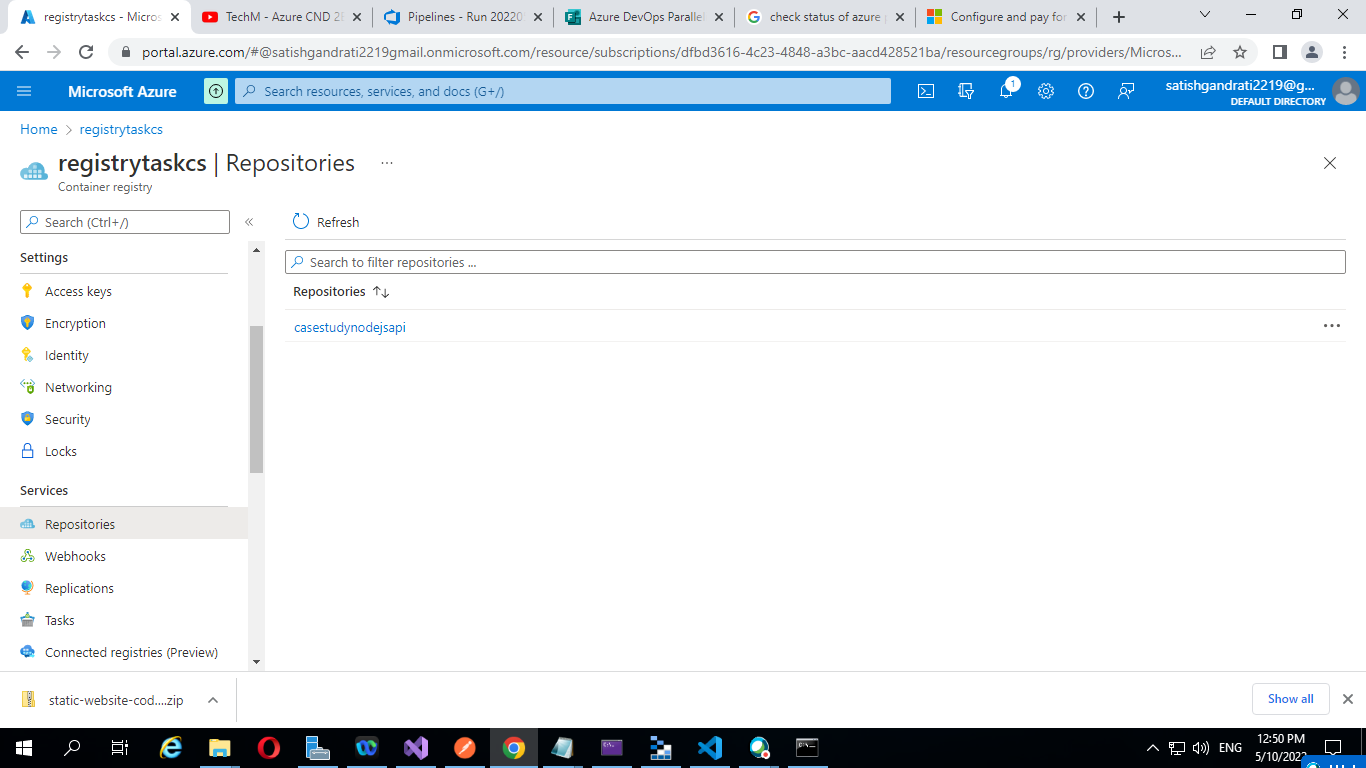 registrytaskcs - Micros
TechM - Azure CND 2
Pipelines - Run 20220
Azure DevOps Paralle
check status of azure
Configure and pay for
portal.azure.com/#@satishgandrati2219gmail.onmicrosoft.com/resource/subscriptions/dfbd3616-4c23-4848-a3bc-aacd428521ba/resourcegroups/rg/providers/Micros...
Microsoft Azure
Search resources, services, and docs (G+/)
1
satishgandrati2219@g...
DEFAULT DIRECTORY
Home > registrytaskcs
registrytaskcs | Repositories ...
Container registry
Search (Ctrl+/)
«
Refresh
Settings
Access keys
Encryption
Identity
Networking
Security
Locks
Services
Repositories
Webhooks
Replications
Tasks
Connected registries (Preview)
Search to filter repositories ...
Repositories
casestudynodejsapi
static-website-cod....zip
Show all
ENG
12:50 PM
5/10/2022